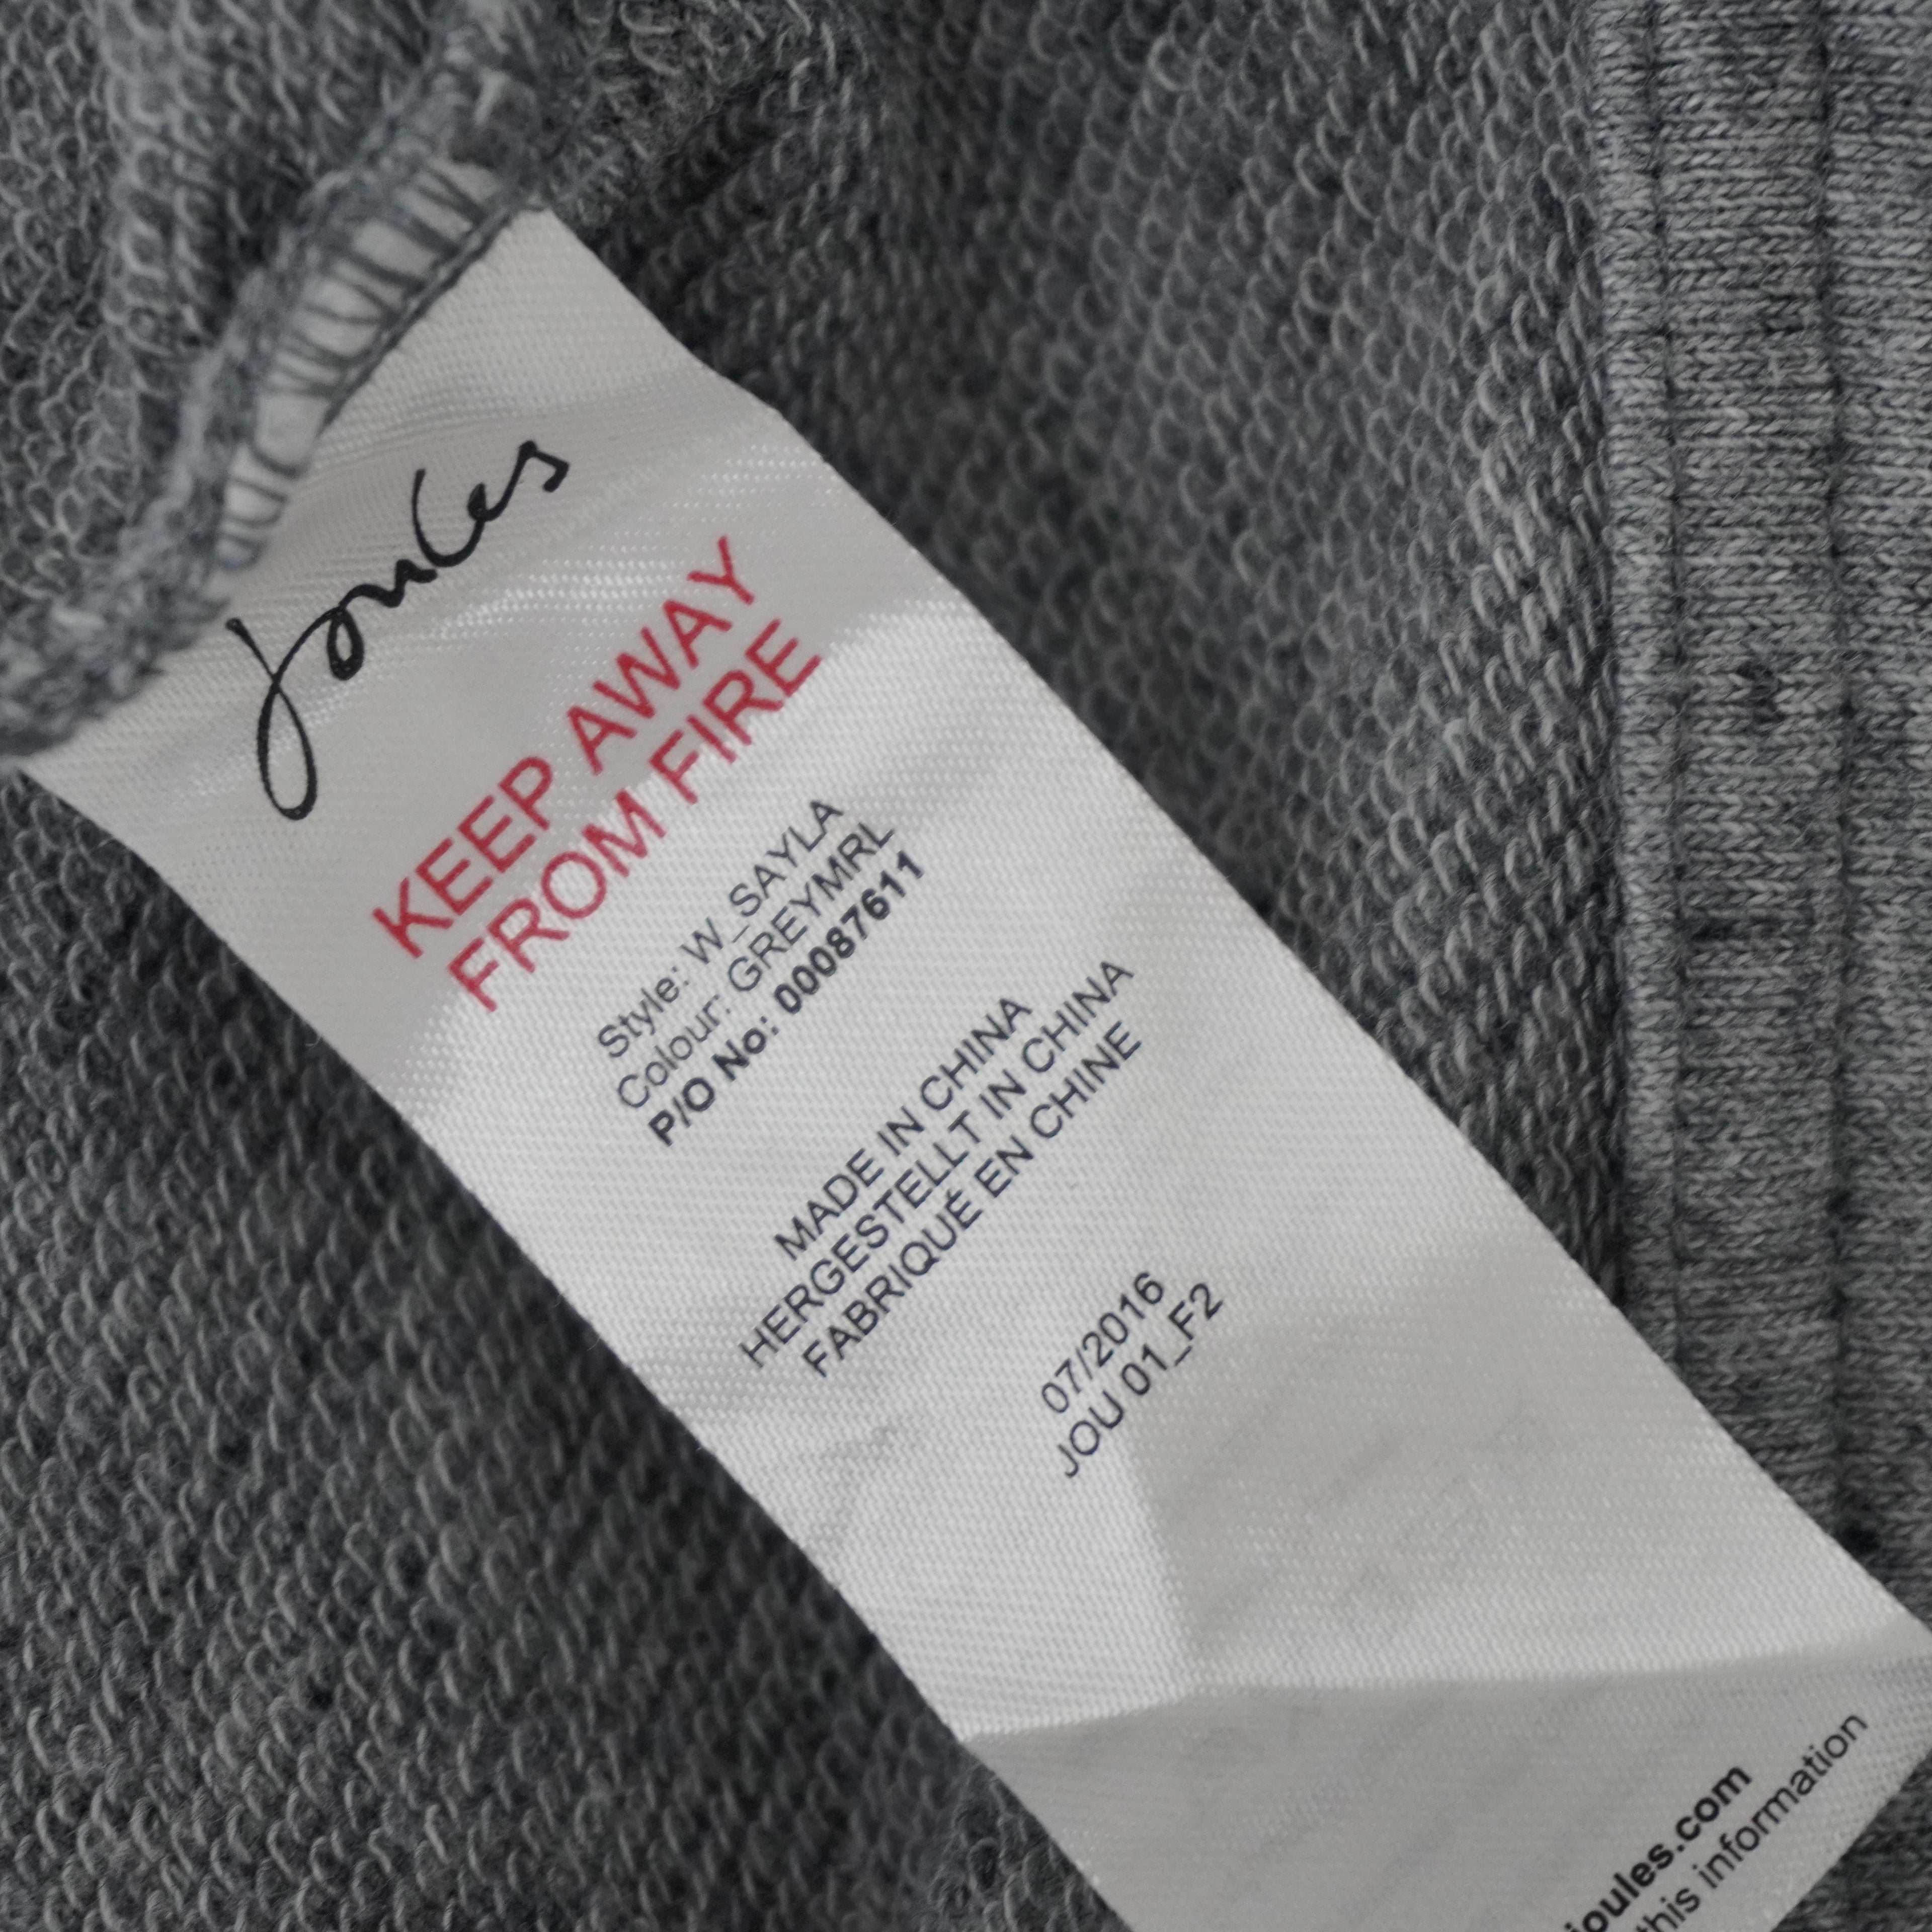 Joules
KEEP AWAY
FROM FIRE
Style: W_SAYLA
Colour: GREYMRL
P/O No: 00087611
MADE IN CHINA
HERGESTELLT IN CHINA
FABRIQUÉ EN CHINE
07/2016
JOU 01_F2
joules.com
this information